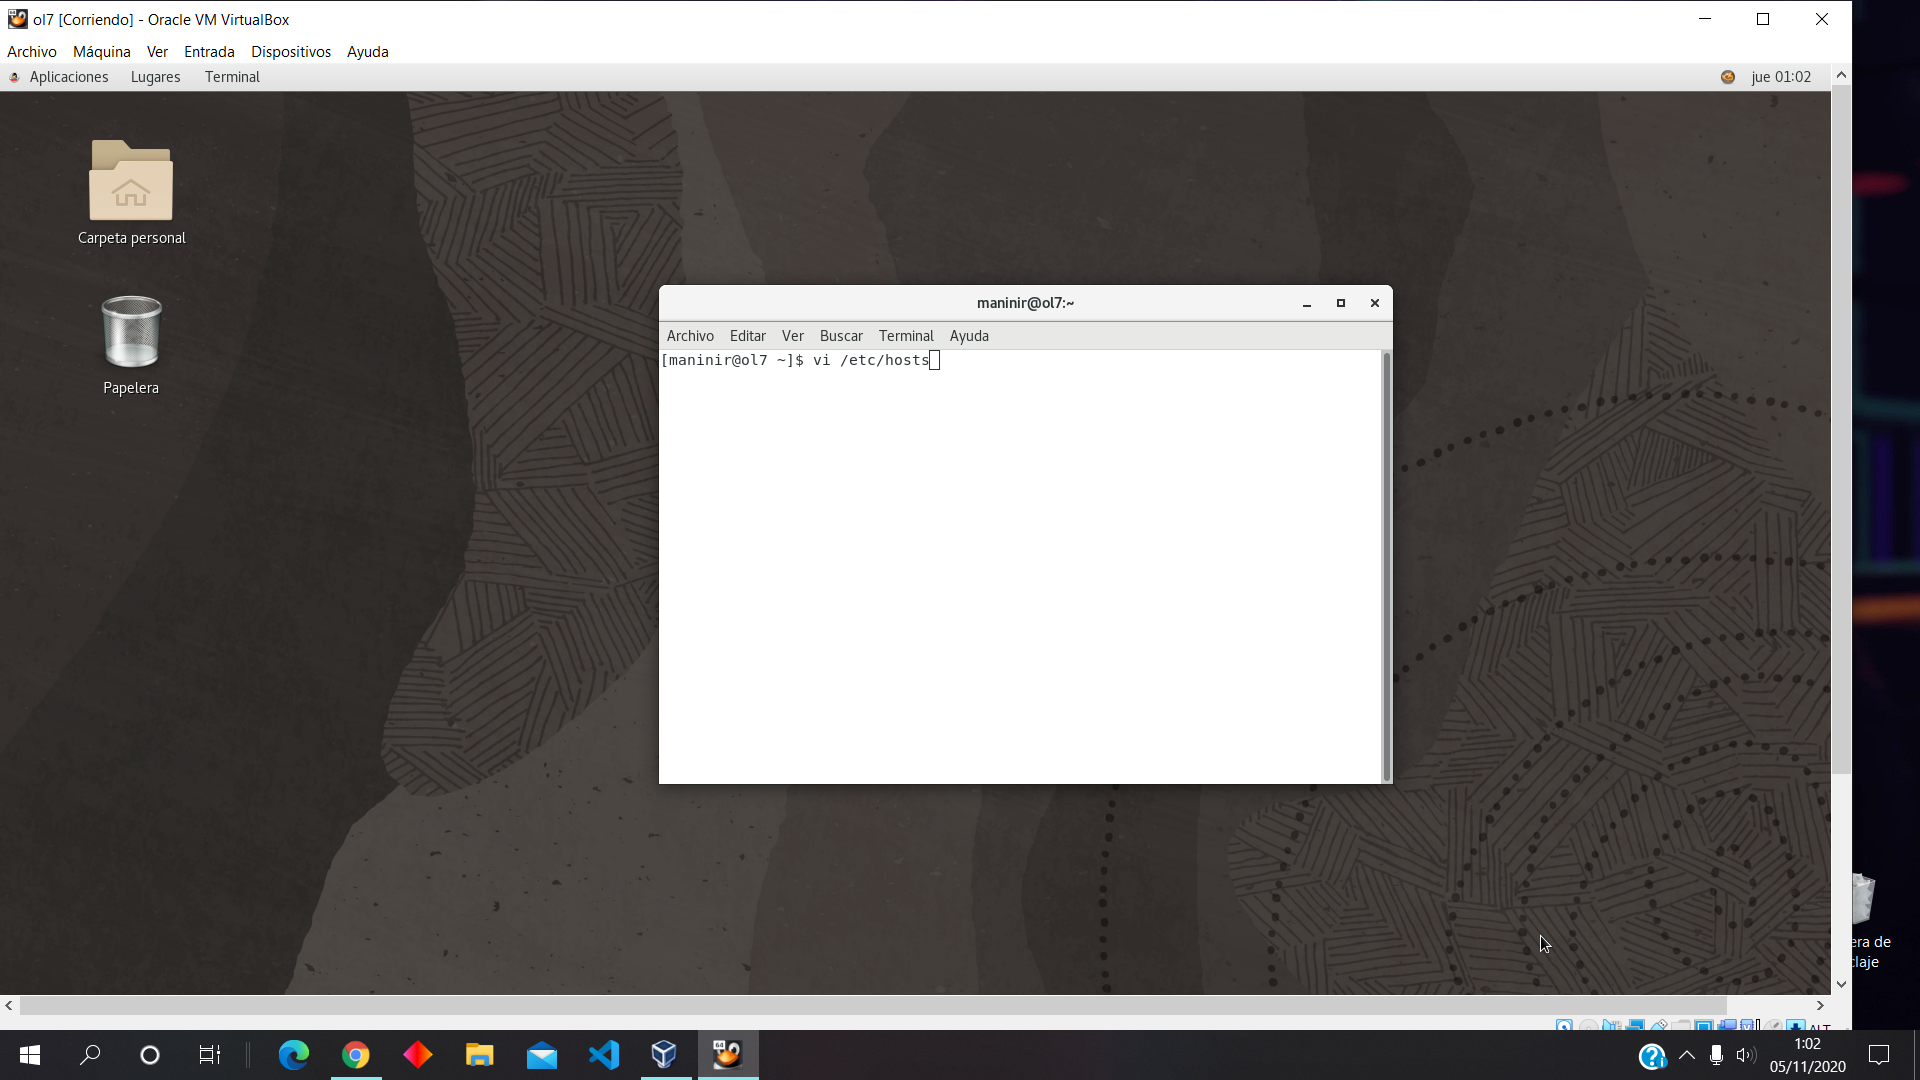 ol7 [Corriendo] - Oracle VM VirtualBox
Archivo Máquina Ver Entrada Dispositivos Ayuda
Aplicaciones Lugares Terminal jue 01:02
Carpeta personal
Papelera
maninir@ol7:~
Archivo Editar Ver Buscar Terminal Ayuda
[maninir@ol7 ~]$ vi /etc/hosts
era de
claje
ALT
1:02
05/11/2020